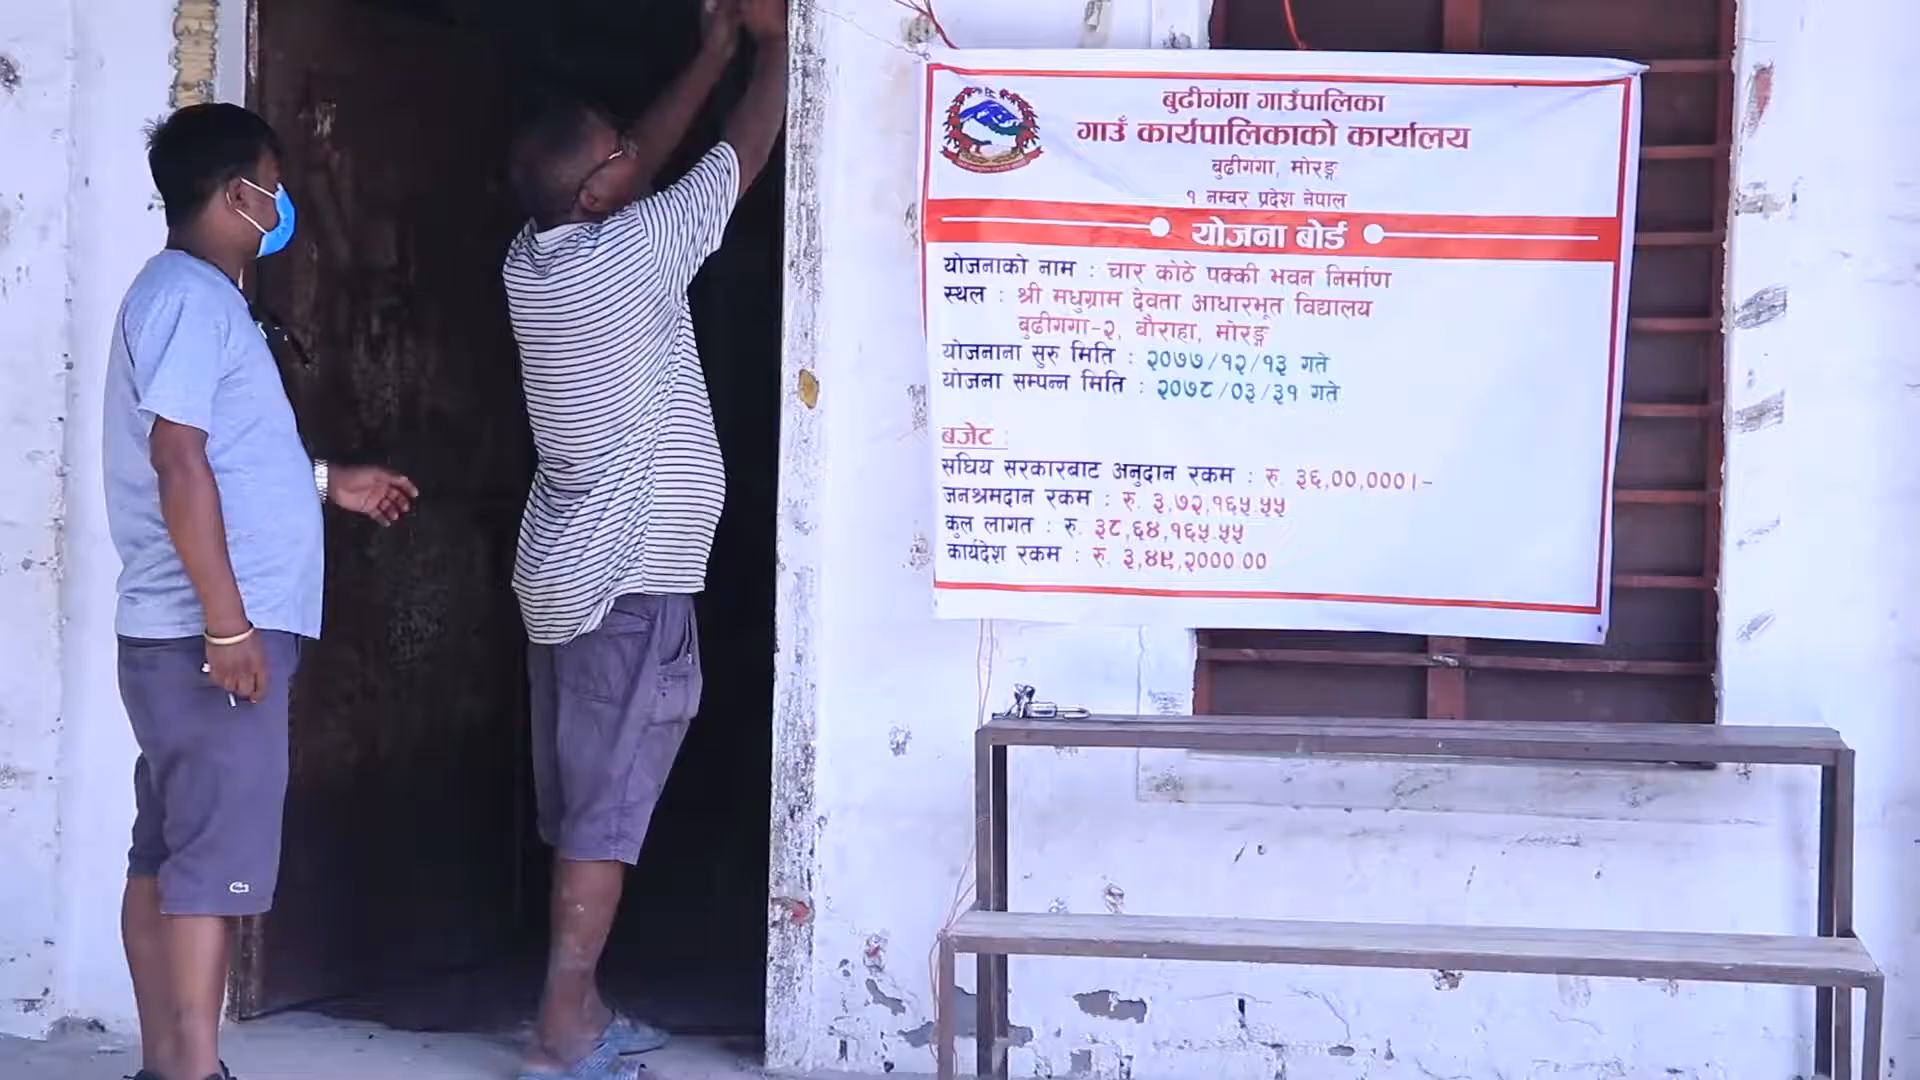 बुढीगंगा गाउँपालिका
गाउँ कार्यपालिकाको कार्यालय
बुढीगगा, मोरङ्ग
१ नम्बर प्रदेश नेपाल
योजना बोर्ड
योजनाको नाम : चार कोठे पक्की भवन निर्माण
स्थल : श्री मधुग्राम देवता आधारभूत विद्यालय
बुढीगगा-२, वौराहा, मोरङ्ग
योजनाना सुरु मिति : २०७७/१२/१३ गते
योजना सम्पन्न मिति : २०७८/०३/३१ गते
बजेट :
संघिय सरकारबाट अनुदान रकम : रु. ३६,००,०००।-
जनश्रमदान रकम : रु. ३,७२,१६५.५५
कुल लागत : रु. ३८,६४,१६५.५५
कार्यदेश रकम : रु. ३,४९,२०००.००